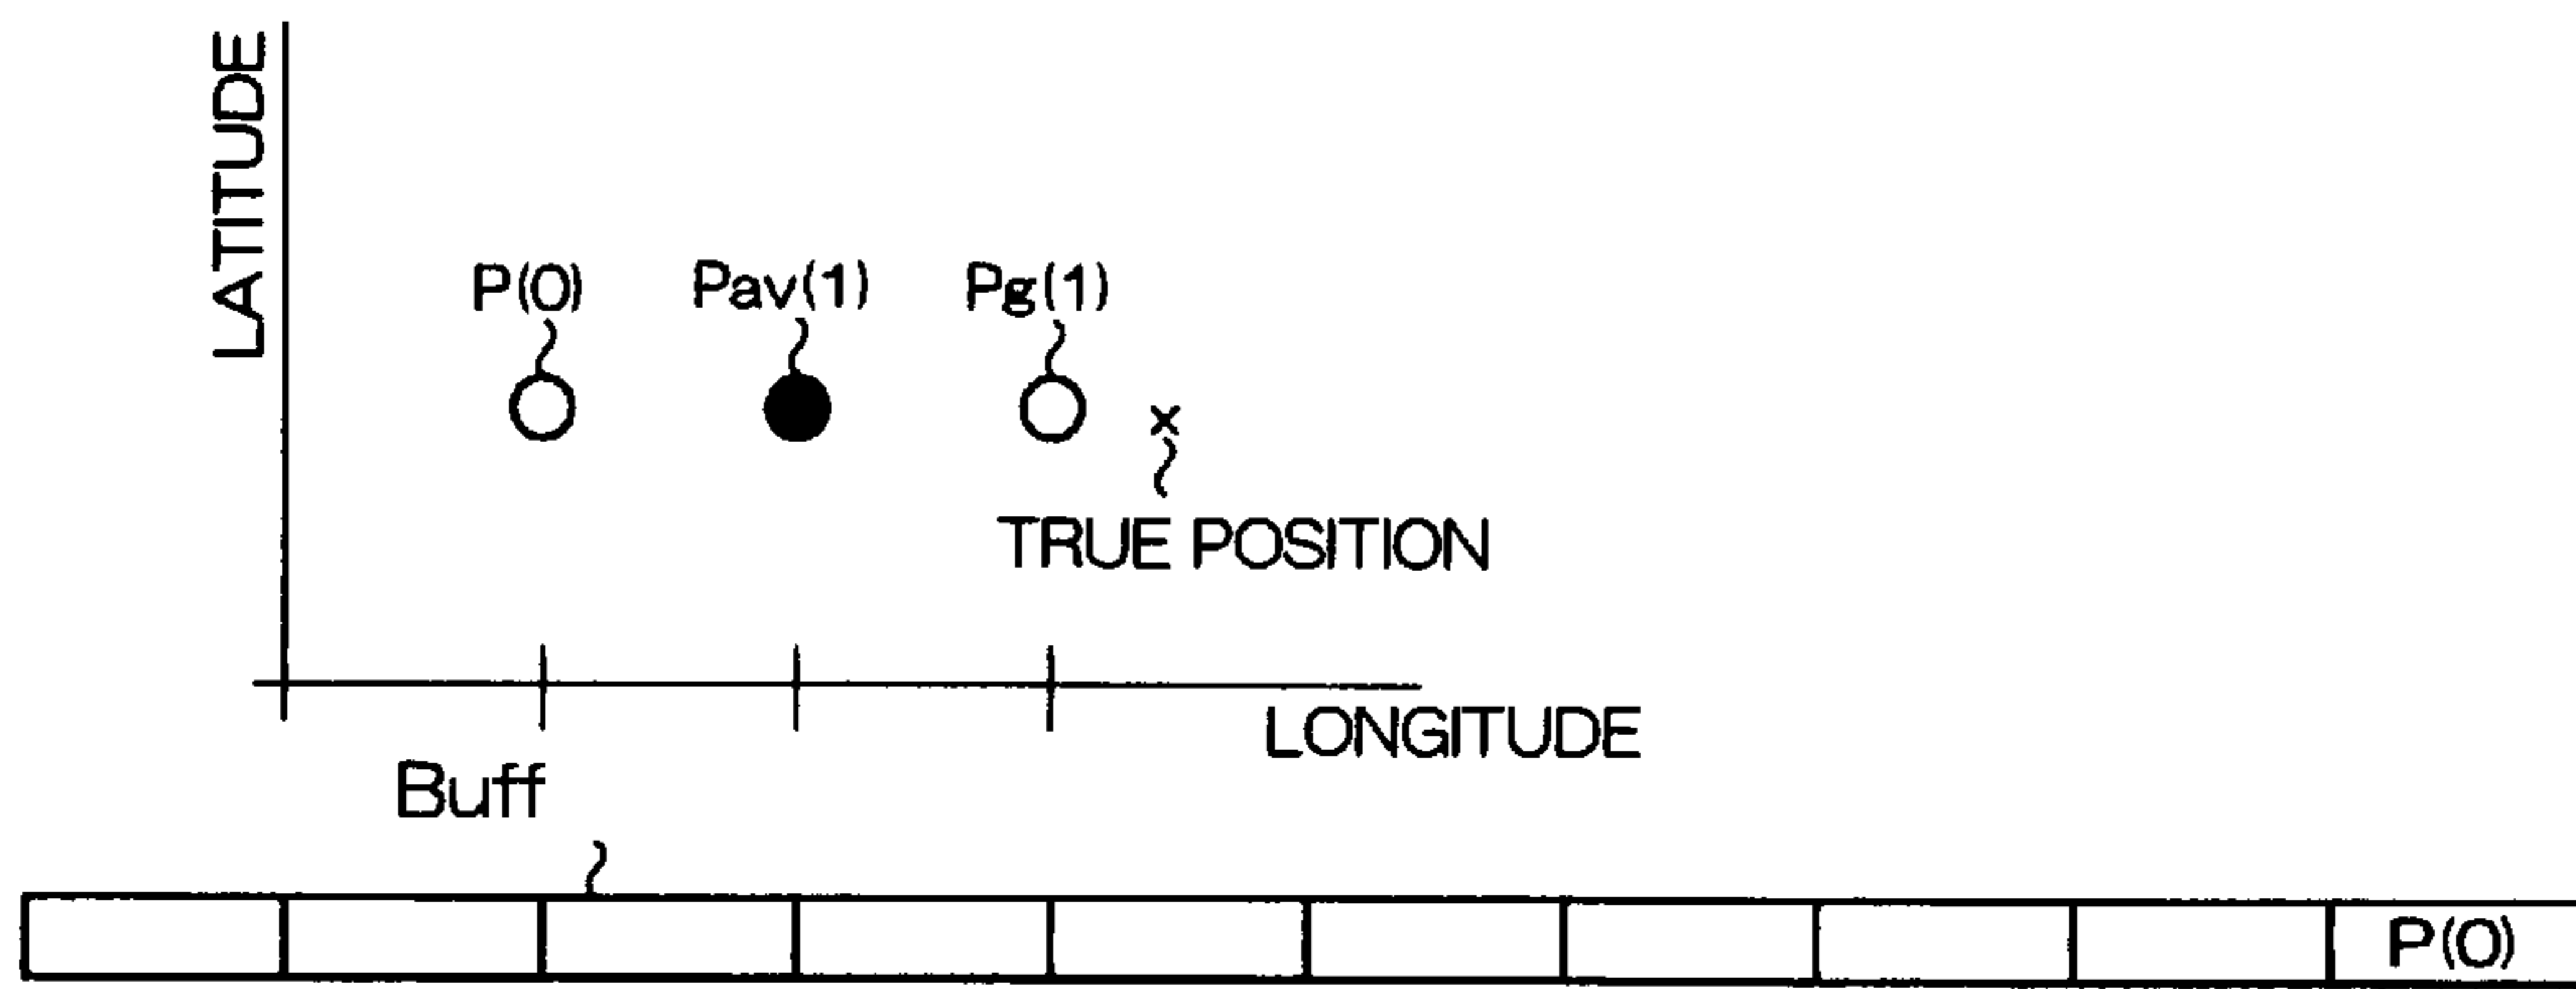 LATITUDE
P(0) Pav(1) Pg(1)
x
TRUE POSITION
LONGITUDE
Buff
P(0)